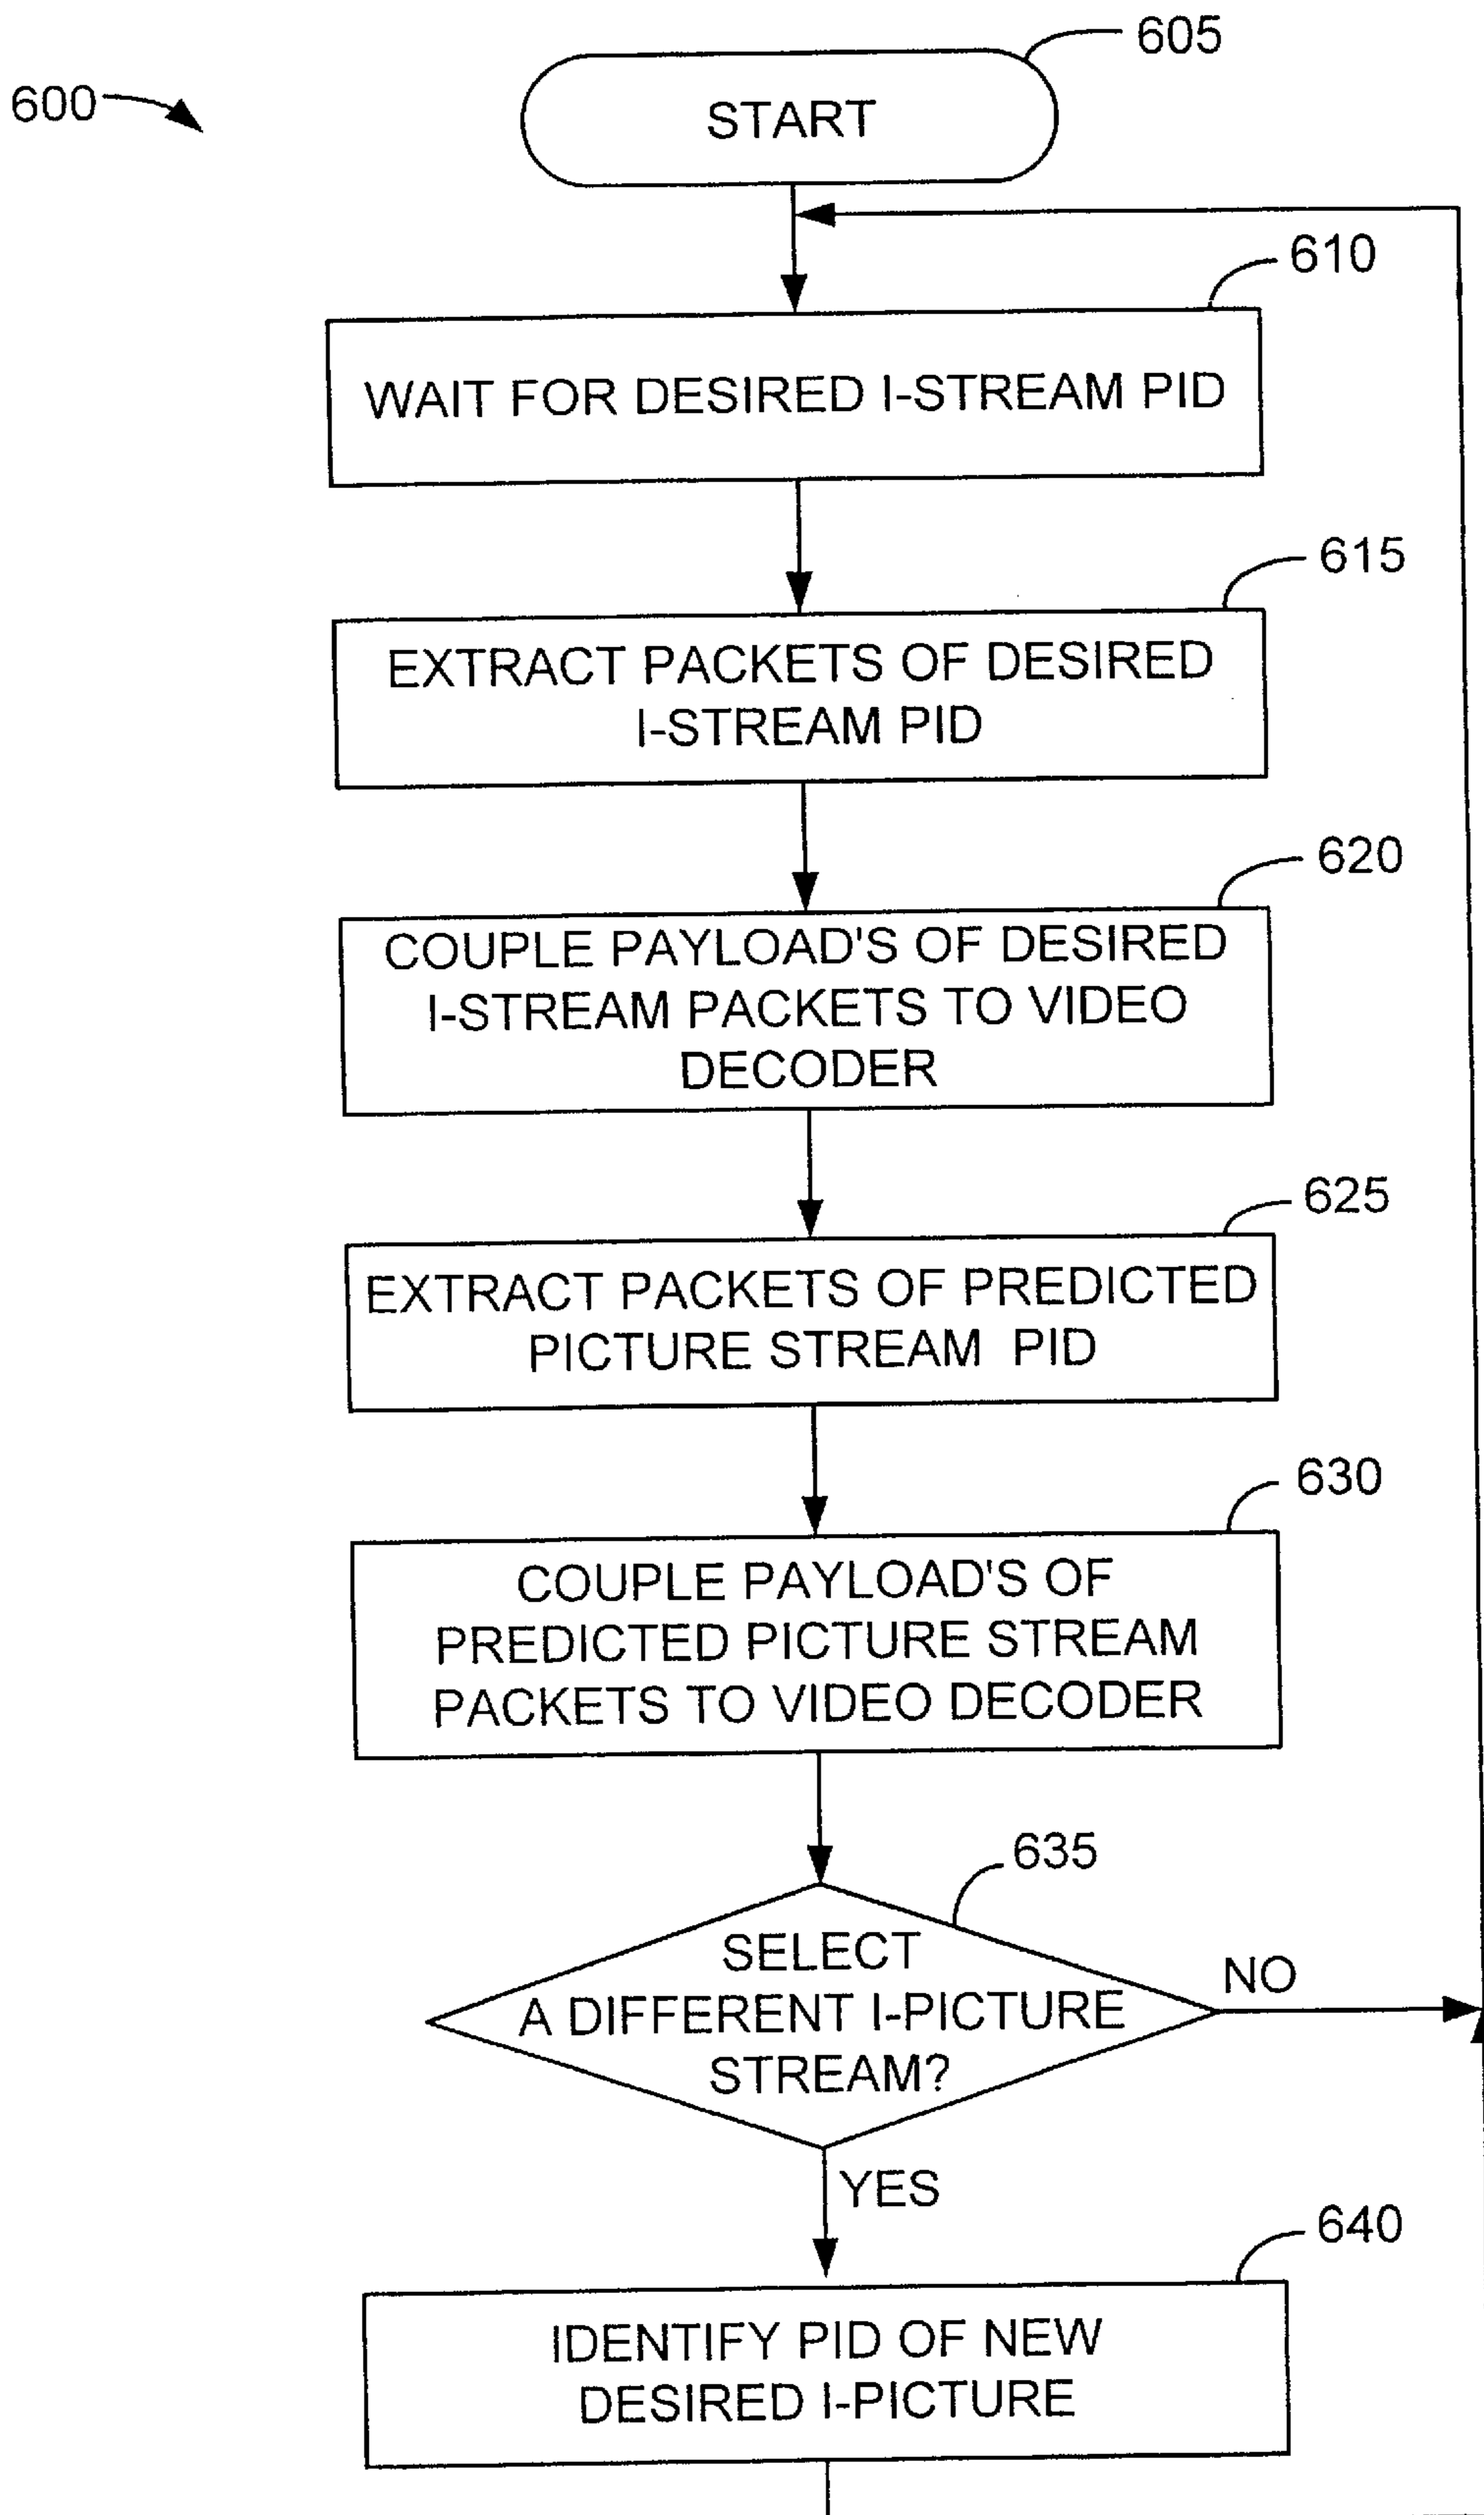 605
600
START
610
WAIT FOR DESIRED I-STREAM PID
615
EXTRACT PACKETS OF DESIRED
I-STREAM PID
620
COUPLE PAYLOAD'S OF DESIRED
I-STREAM PACKETS TO VIDEO
DECODER
625
EXTRACT PACKETS OF PREDICTED
PICTURE STREAM PID
630
COUPLE PAYLOAD'S OF
PREDICTED PICTURE STREAM
PACKETS TO VIDEO DECODER
635
SELECT
A DIFFERENT I-PICTURE
STREAM?
NO
YES
640
IDENTIFY PID OF NEW
DESIRED I-PICTURE